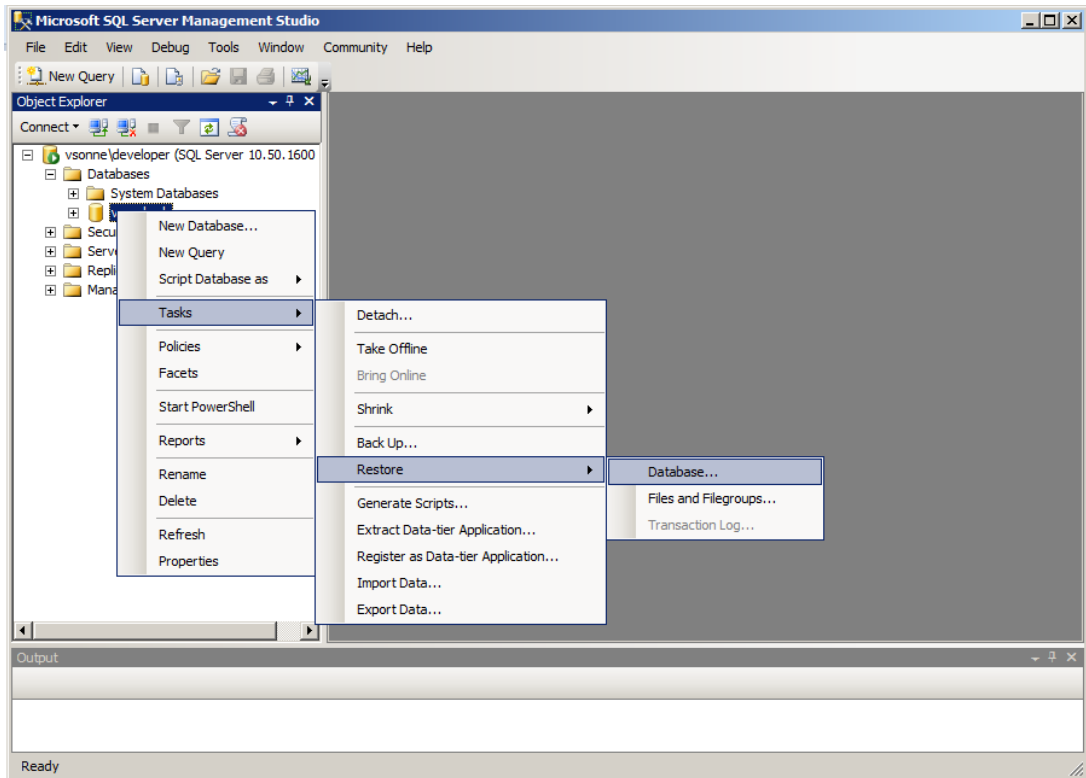 Microsoft SQL Server Management Studio
File Edit View Debug Tools Window Community Help
New Query
Object Explorer
Connect
vsonne\developer (SQL Server 10.50.1600
Databases
System Databases
Secu
Serv
Repli
Mana
New Database...
New Query
Script Database as
Tasks
Policies
Facets
Start PowerShell
Reports
Rename
Delete
Refresh
Properties
Detach...
Take Offline
Bring Online
Shrink
Back Up...
Restore
Generate Scripts...
Extract Data-tier Application...
Register as Data-tier Application...
Import Data...
Export Data...
Database...
Files and Filegroups...
Transaction Log...
Output
Ready